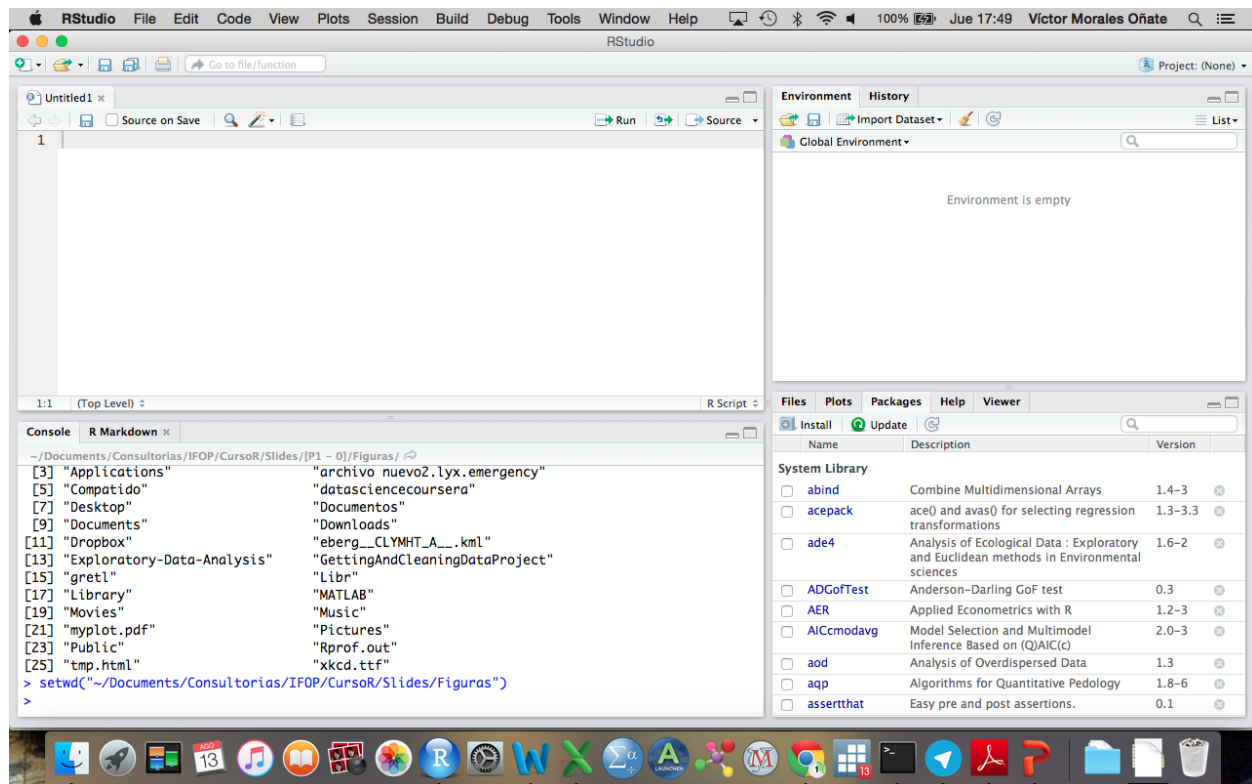 RStudio File Edit Code View Plots Session Build Debug Tools Window Help 100% Jue 17:49 Víctor Morales Oñate
RStudio
Go to file/function Project: (None)
Untitled1
Source on Save Run Source
1
1:1 (Top Level) R Script
Console R Markdown
~/Documents/Consultorias/IFOP/CursoR/Slides/[P1 - 0]/Figuras/
[3] "Applications" "archivo nuevo2.lyx.emergency"
[5] "Compatido" "datasciencecoursera"
[7] "Desktop" "Documentos"
[9] "Documents" "Downloads"
[11] "Dropbox" "eberg__CLYMHT_A__.kml"
[13] "Exploratory-Data-Analysis" "GettingAndCleaningDataProject"
[15] "gretl" "Libr"
[17] "Library" "MATLAB"
[19] "Movies" "Music"
[21] "myplot.pdf" "Pictures"
[23] "Public" "Rprof.out"
[25] "tmp.html" "xkcd.ttf"
> setwd("~/Documents/Consultorias/IFOP/CursoR/Slides/Figuras")
>
Environment History
Import Dataset List
Global Environment
Environment is empty
Files Plots Packages Help Viewer
Install Update
Name Description Version
System Library
abind Combine Multidimensional Arrays 1.4-3
acepack ace() and avas() for selecting regression 1.3-3.3
transformations
ade4 Analysis of Ecological Data : Exploratory 1.6-2
and Euclidean methods in Environmental
sciences
ADGofTest Anderson-Darling GoF test 0.3
AER Applied Econometrics with R 1.2-3
AICcmodavg Model Selection and Multimodel 2.0-3
Inference Based on (Q)AIC(c)
aod Analysis of Overdispersed Data 1.3
aqp Algorithms for Quantitative Pedology 1.8-6
assertthat Easy pre and post assertions. 0.1
AGO
13
R
W
X
Σα
A
LAUNCHER
M
1
13
>_
P